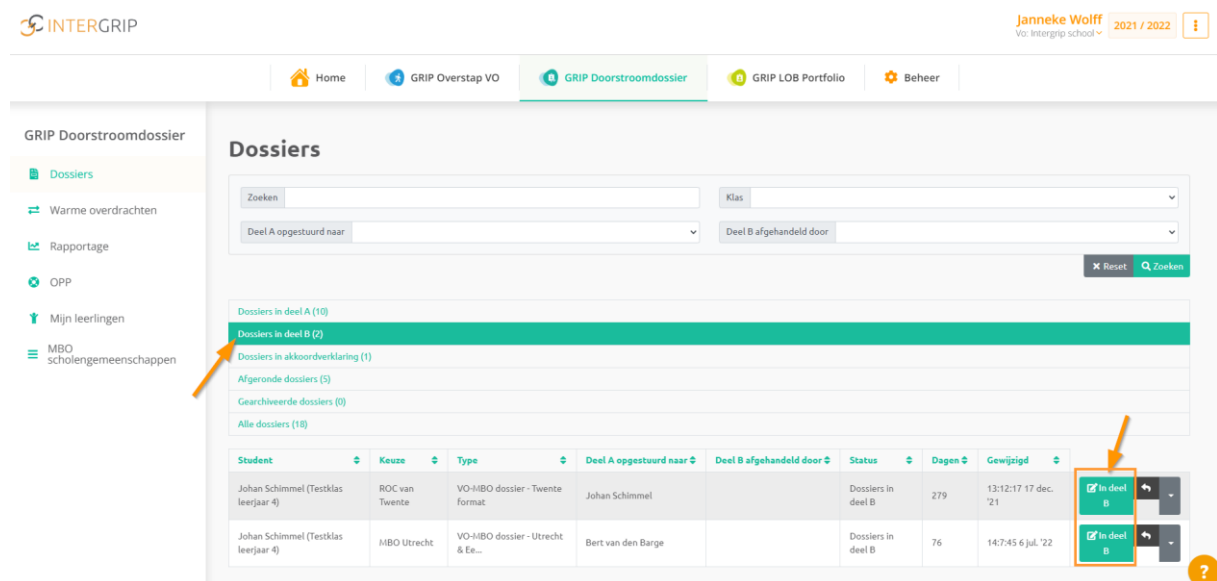 INTERGRIP
Janneke Wolff
Vo: Intergrip school
2021 / 2022
Home
GRIP Overstap VO
GRIP Doorstroomdossier
GRIP LOB Portfolio
Beheer
GRIP Doorstroomdossier
Dossiers
Warme overdrachten
Rapportage
OPP
Mijn leerlingen
MBO
scholengemeenschappen
Dossiers
Zoeken
Klas
Deel A opgestuurd naar
Deel B afgehandeld door
Reset
Zoeken
Dossiers in deel A (10)
Dossiers in deel B (2)
Dossiers in akkoordverklaring (1)
Afgeronde dossiers (5)
Gearchiveerde dossiers (0)
Alle dossiers (18)
Student Keuze Type Deel A opgestuurd naar Deel B afgehandeld door Status Dagen Gewijzigd
Johan Schimmel (Testklas
leerjaar 4)
ROC van
Twente
VO-MBO dossier - Twente
format
Johan Schimmel
Dossiers in
deel B
279
13:12:17 17 dec.
'21
In deel
B
Johan Schimmel (Testklas
leerjaar 4)
MBO Utrecht
VO-MBO dossier - Utrecht
& Ee...
Bert van den Barge
Dossiers in
deel B
76
14:7:45 6 jul. '22
In deel
B
?